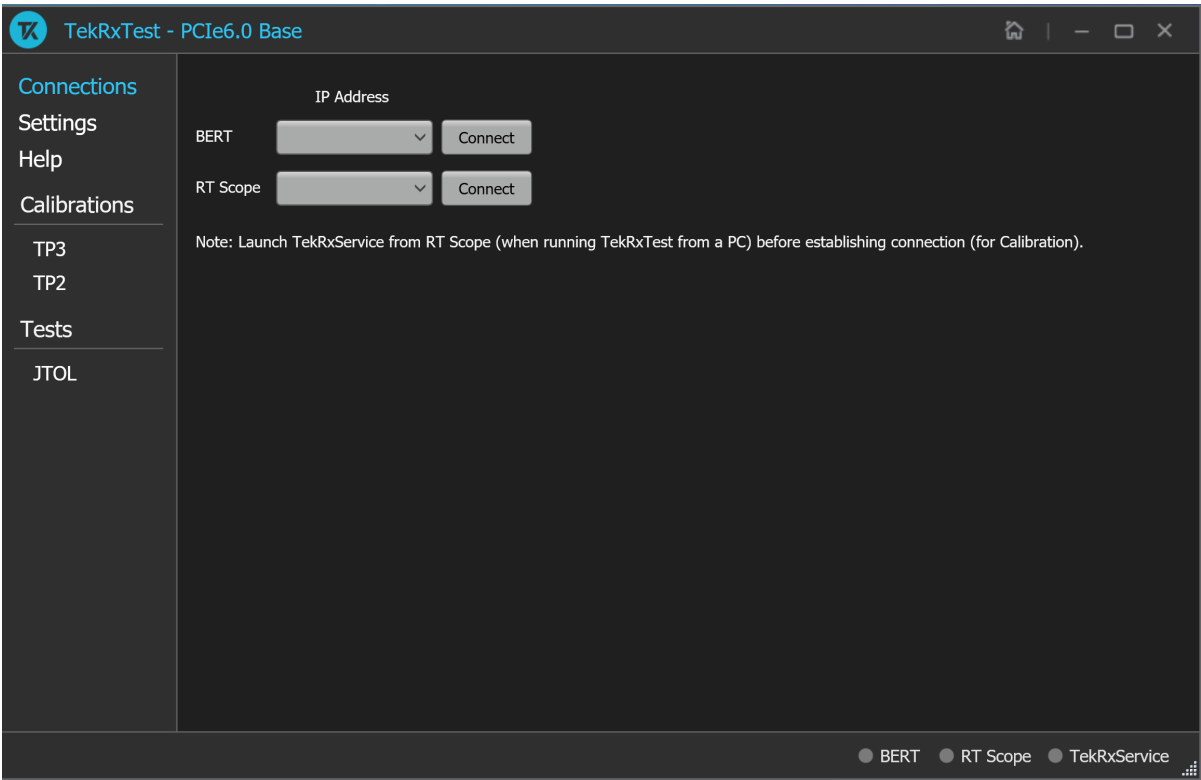 TK TekRxTest - PCIe6.0 Base
Connections
Settings
Help
Calibrations
TP3
TP2
Tests
JTOL
IP Address
BERT Connect
RT Scope Connect
Note: Launch TekRxService from RT Scope (when running TekRxTest from a PC) before establishing connection (for Calibration).
BERT RT Scope TekRxService